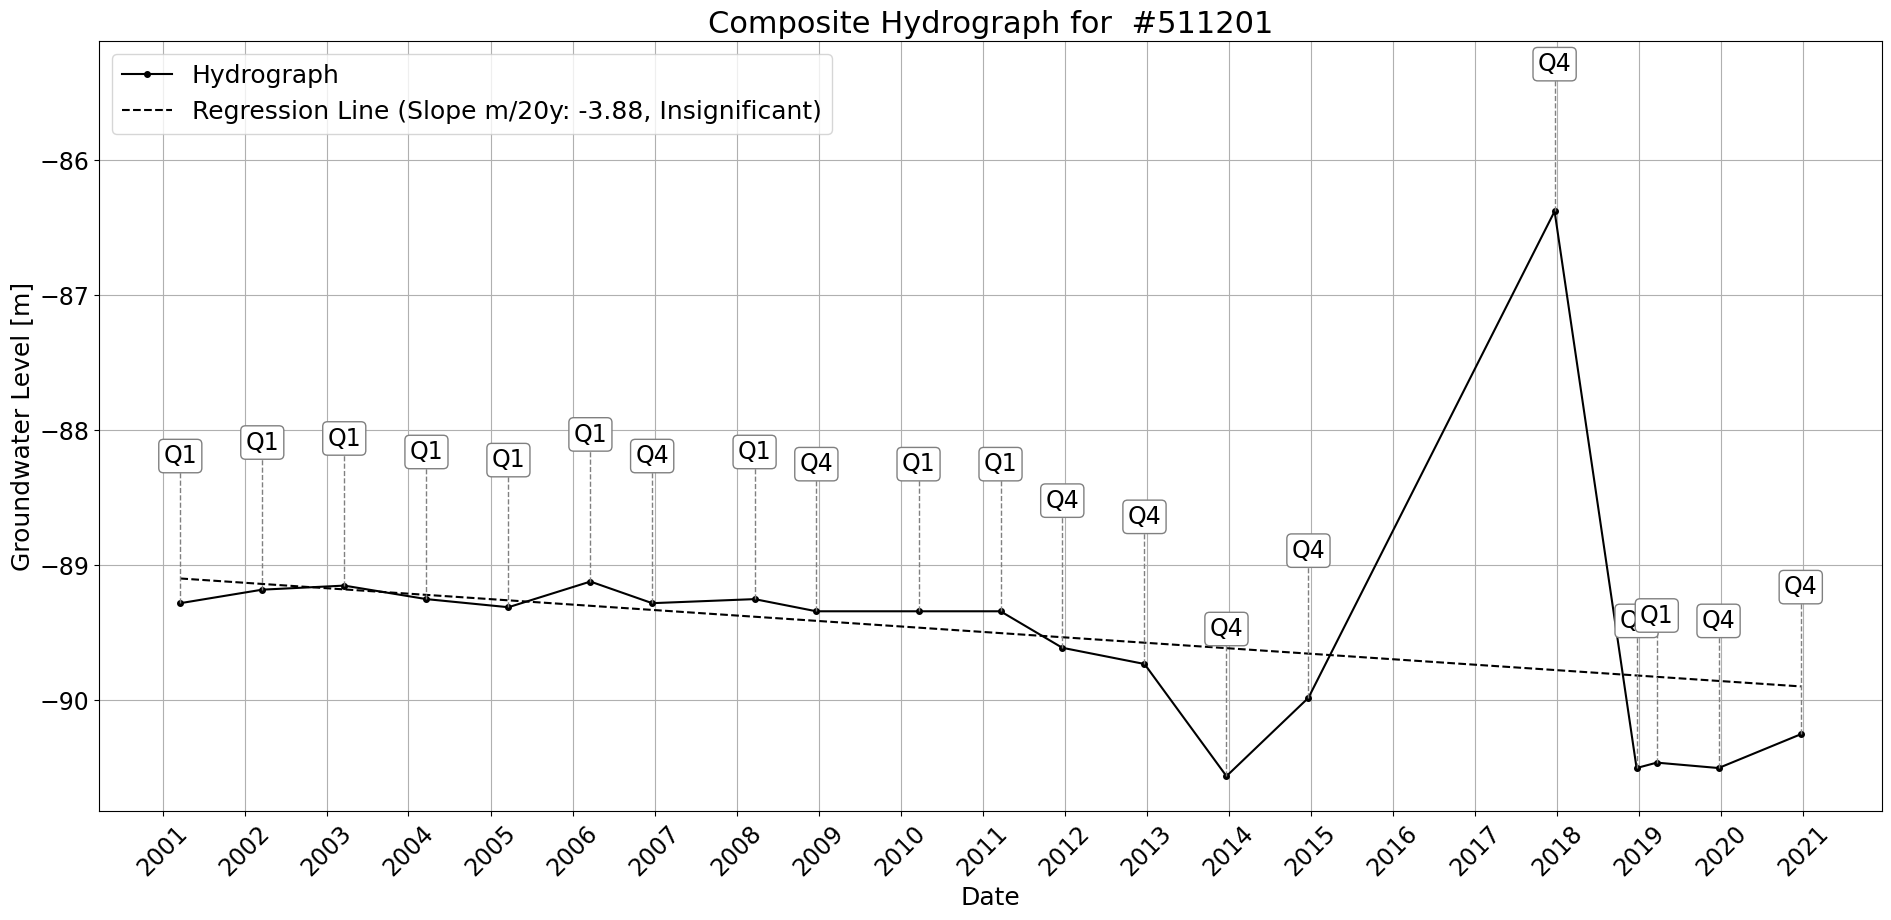 Composite Hydrograph for  #511201
Hydrograph
Regression Line (Slope m/20y: -3.88, Insignificant)
Groundwater Level [m]
−86
−87
−88
−89
−90
Q1
Q1
Q1
Q1
Q1
Q1
Q4
Q1
Q4
Q1
Q1
Q4
Q4
Q4
Q4
Q4
Q1
Q4
Q4
2001
2002
2003
2004
2005
2006
2007
2008
2009
2010
2011
2012
2013
2014
2015
2016
2017
2018
2019
2020
2021
Date